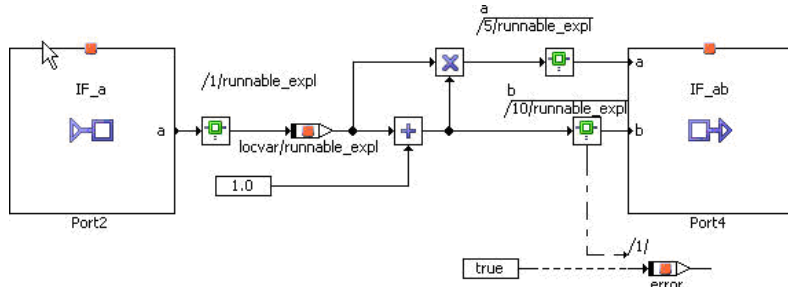 a
/5/runnable_expl
IF_a
/1/runnable_expl
a
IF_ab
b
/10/runnable_expl
a
locvar/runnable_expl
b
1.0
Port2
Port4
/1/
true
error